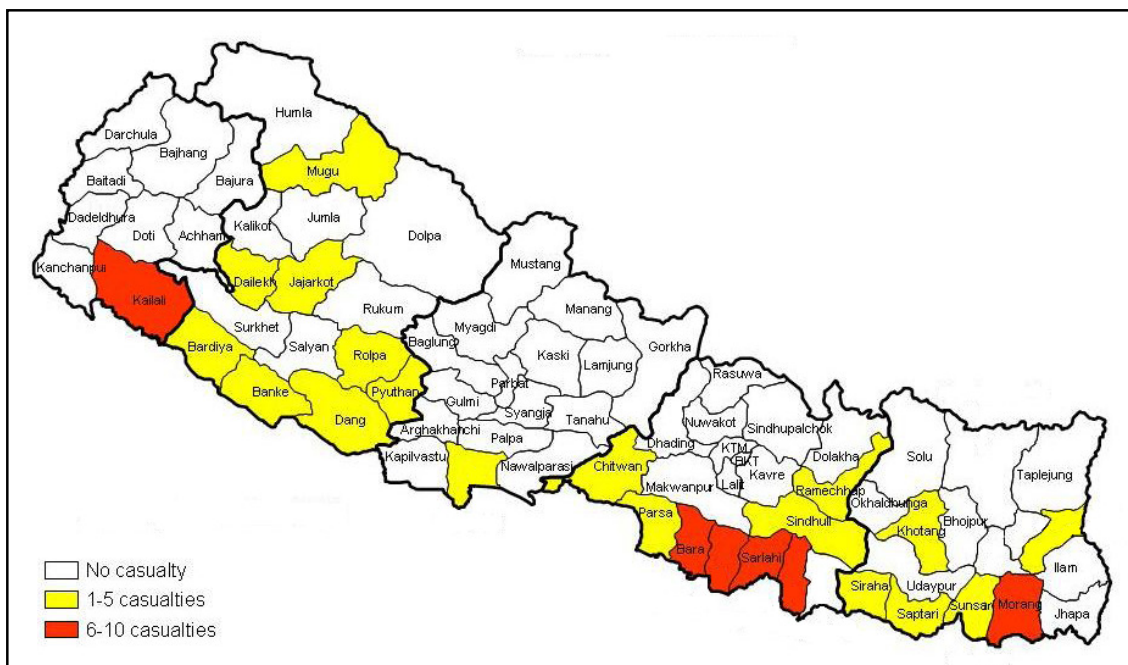 Humla
Darchula
Bajhang
Mugu
Baitadi
Bajura
Dadeldhura
Jumla
Kalikot
Doti
Achham
Dolpa
Kanchanpur
Mustang
Dailekh
Jajarkot
Kailali
Manang
Rukum
Surkhet
Myagdi
Salyan
Baglung
Gorkha
Bardiya
Rolpa
Kaski
Lamjung
Rasuwa
Parbat
Banke
Pyuthan
Gulmi
Syangja
Nuwakot
Dang
Tanahu
Sindhupalchok
Arghakhanchi
Palpa
Dhading
KTM
Dolakha
Solu
Kapilvastu
BKT
Nawalparasi
Chitwan
Kavre
Taplejung
Makwanpur
Lalit
Ramechhap
Okhaldhunga
Parsa
Sindhuli
Khotang
Bhojpur
Bara
Sarlahi
No casualty
Ilam
Siraha
Udaypur
1-5 casualties
Saptari
Sunsari
Morang
Jhapa
6-10 casualties